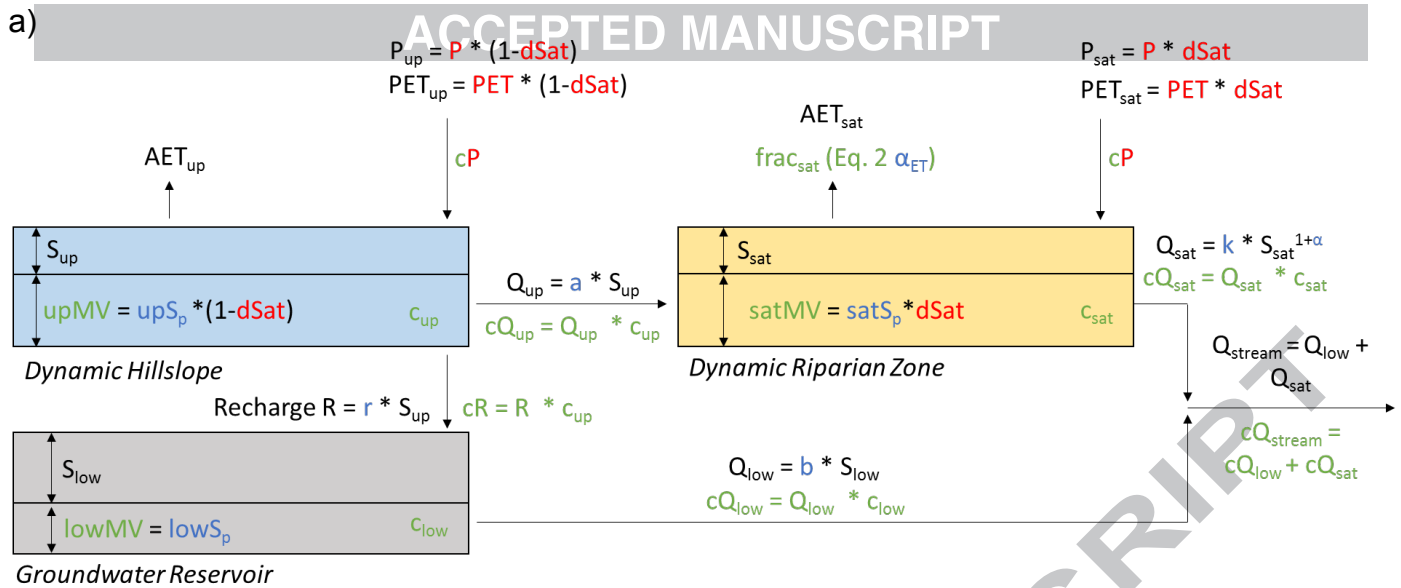 a)
ACCEPTED MANUSCRIPT
P_up = P * (1-dSat)
PET_up = PET * (1-dSat)
P_sat = P * dSat
PET_sat = PET * dSat
AET_up
cP
AET_sat
frac_sat (Eq. 2 α_ET)
cP
S_up
upMV = upS_p *(1-dSat)
c_up
Dynamic Hillslope
Q_up = a * S_up
cQ_up = Q_up * c_up
S_sat
satMV = satS_p*dSat
c_sat
Dynamic Riparian Zone
Q_sat = k * S_sat^1+α
cQ_sat = Q_sat * c_sat
Q_stream = Q_low +
Q_sat
cQ_stream =
cQ_low + cQ_sat
Recharge R = r * S_up
cR = R * c_up
S_low
lowMV = lowS_p
c_low
Groundwater Reservoir
Q_low = b * S_low
cQ_low = Q_low * c_low
SCRIPT